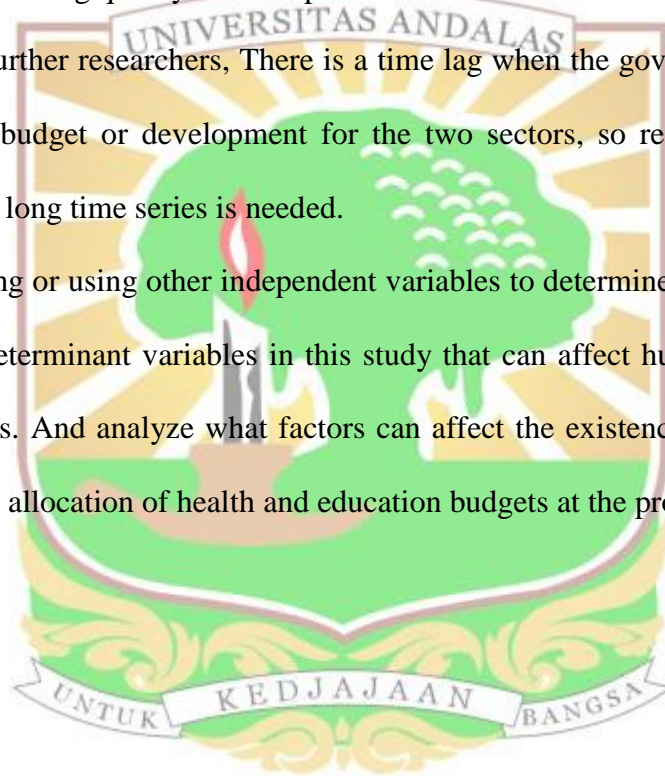 UNIVERSITAS ANDALAS
urther researchers, There is a time lag when the gov
budget or development for the two sectors, so re
long time series is needed.
ng or using other independent variables to determine
eterminant variables in this study that can affect hu
s. And analyze what factors can affect the existenc
allocation of health and education budgets at the pro
UNTUK KEDJAJAAN BANGSA